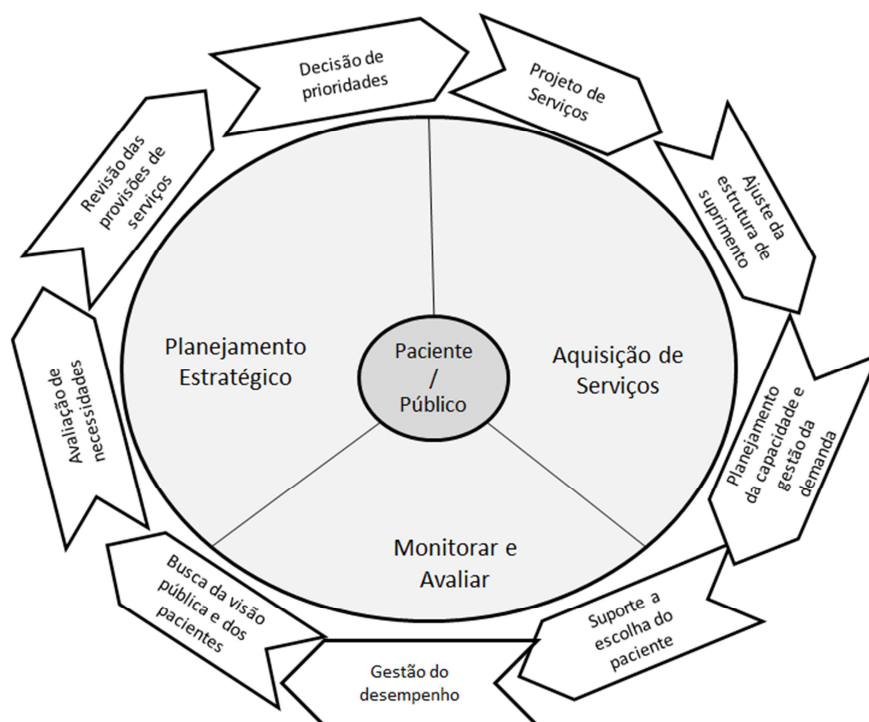 Decisão de
prioridades
Projeto de
Serviços
Ajuste da
estrutura de
suprimento
Planejamento
da capacidade e
gestão da
demanda
Suporte a
escolha do
paciente
Gestão do
desempenho
Busca da visão
pública e dos
pacientes
Avaliação de
necessidades
Revisão das
provisões de
serviços
Planejamento
Estratégico
Paciente
/
Público
Aquisição de
Serviços
Monitorar e
Avaliar